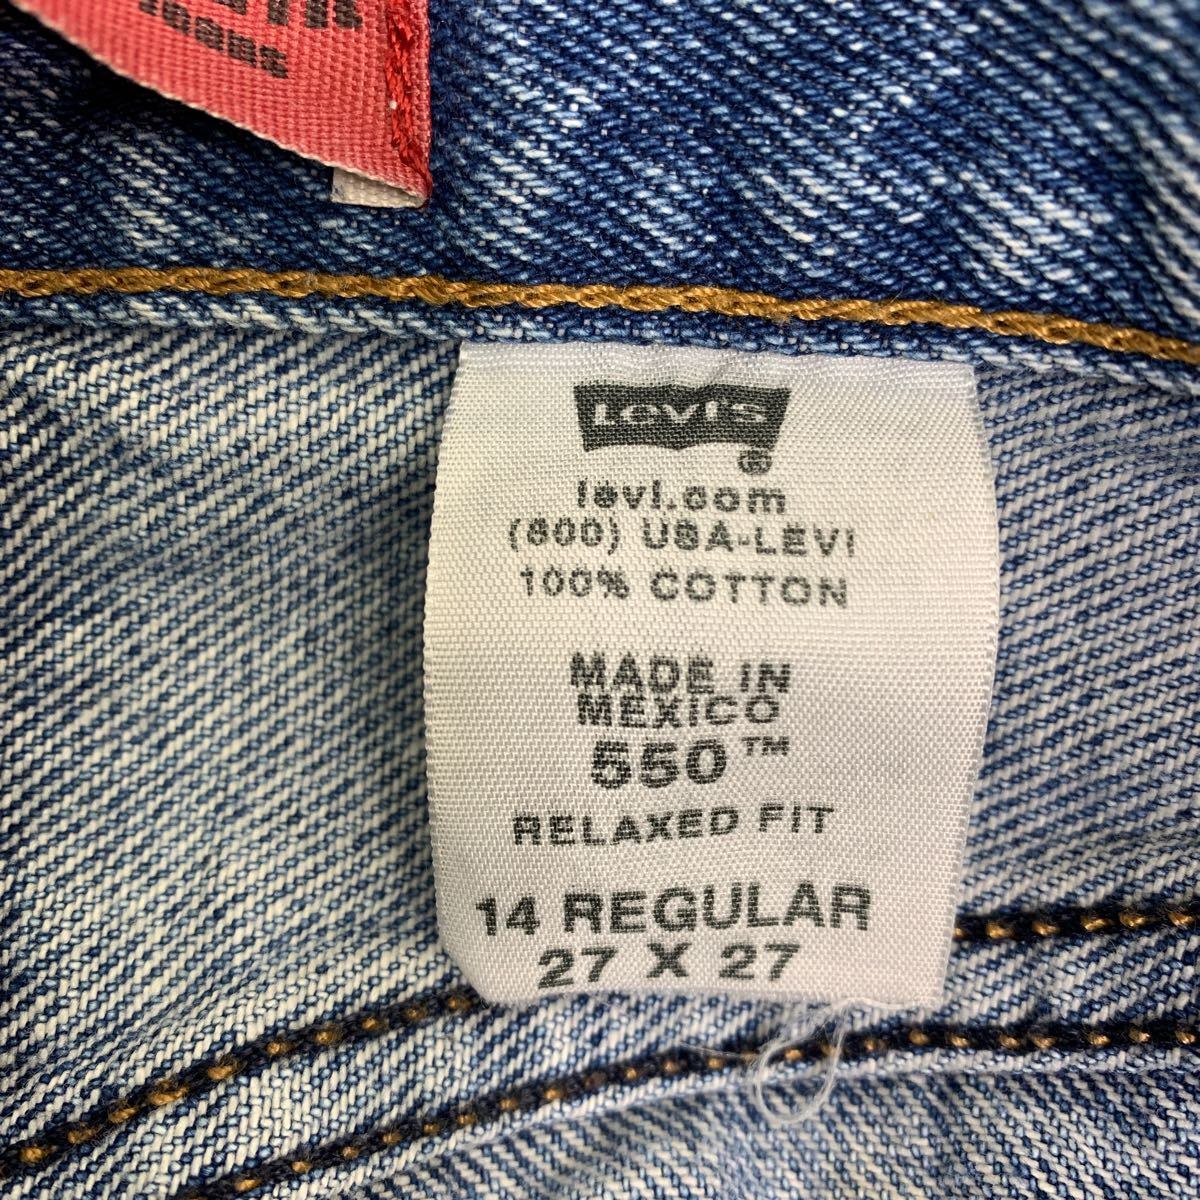 LEVI'S
®
levi.com
(800) USA-LEVI
100% COTTON
MADE IN
MEXICO
550™
RELAXED FIT
14 REGULAR
27 X 27